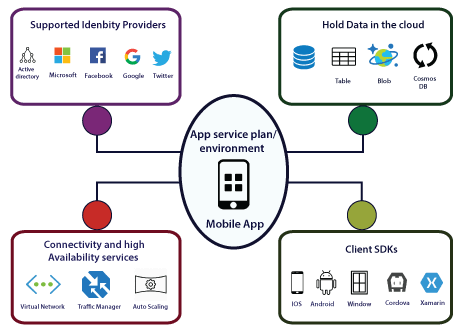 Supported Idenbity Providers
Active
directory
Microsoft
Facebook
Google
Twitter
Hold Data in the cloud
Table
Blob
Cosmos
DB
App service plan/
environment
Mobile App
Connectivity and high
Availability services
Virtual Network
Traffic Manager
Auto Scaling
Client SDKs
IOS
Android
Window
Cordova
Xamarin